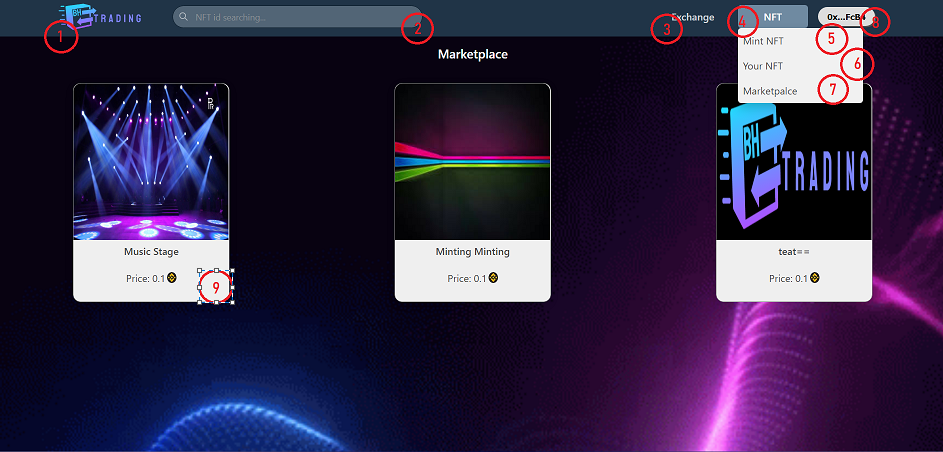 BH TRADING
NFT id searching...
Exchange
NFT
0x...FcB4
1
2
3
4
8
Mint NFT
5
Your NFT
6
Marketpalce
7
Marketplace
BH TRADING
Music Stage
Minting Minting
teat==
Price: 0.1
Price: 0.1
Price: 0.1
9